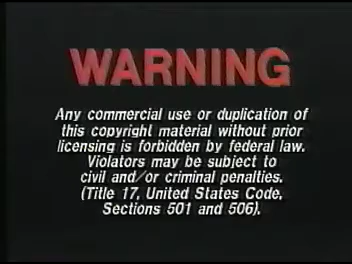 WARNING
Any commercial use or duplication of
this copyright material without prior
licensing is forbidden by federal law.
Violators may be subject to
civil and/or criminal penalties.
(Title 17, United States Code,
Sections 501 and 506).